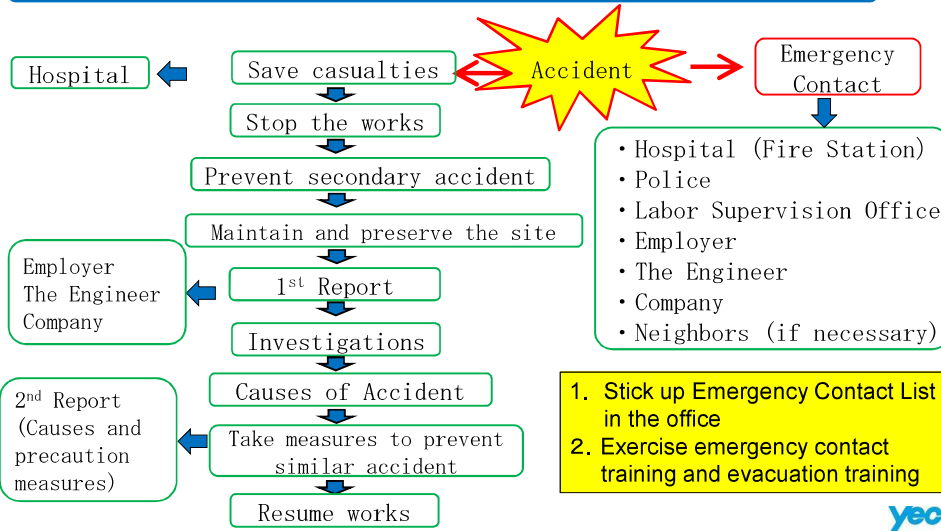 Accident
Save casualties
Hospital
Stop the works
Prevent secondary accident
Maintain and preserve the site
1st Report
Employer
The Engineer
Company
Investigations
Causes of Accident
Take measures to prevent
similar accident
2nd Report
(Causes and
precaution
measures)
Resume works
Emergency
Contact
・Hospital (Fire Station)
・Police
・Labor Supervision Office
・Employer
・The Engineer
・Company
・Neighbors (if necessary)
1. Stick up Emergency Contact List
in the office
2. Exercise emergency contact
training and evacuation training
yec